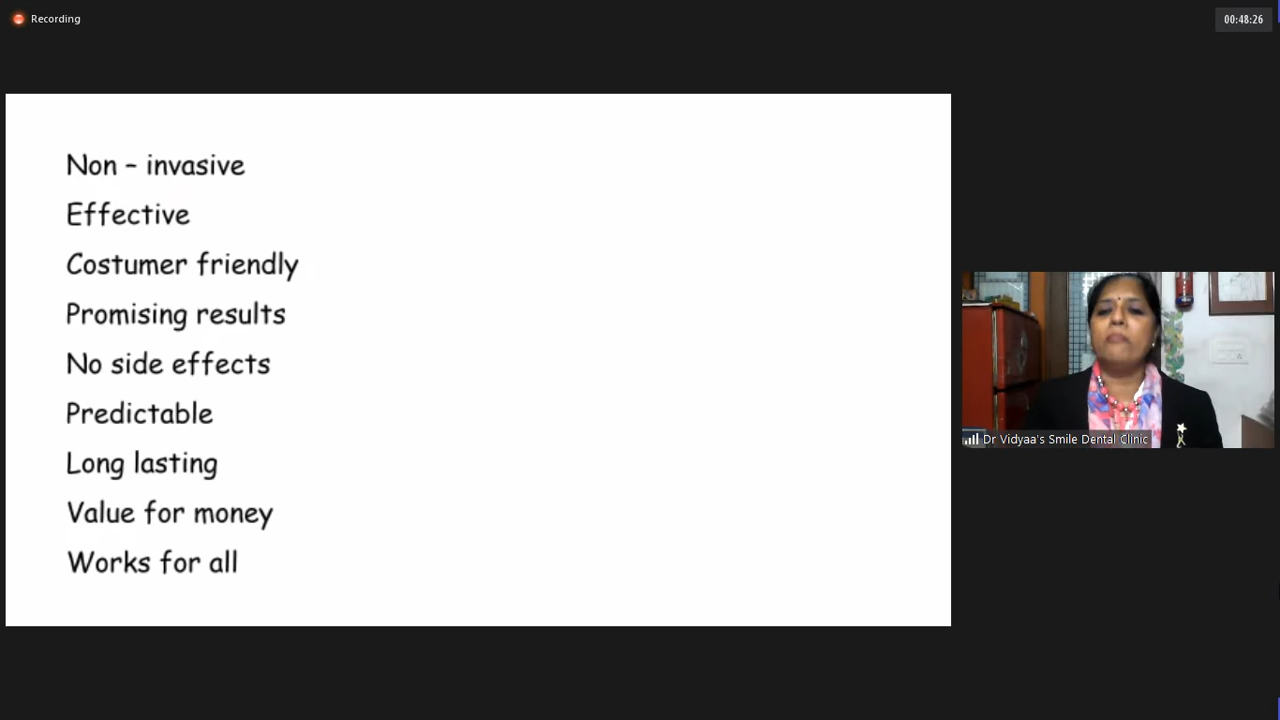 Recording
00:48:26
Non - invasive
Effective
Costumer friendly
Promising results
No side effects
Predictable
Long lasting
Value for money
Works for all
Dr Vidyaa's Smile Dental Clinic